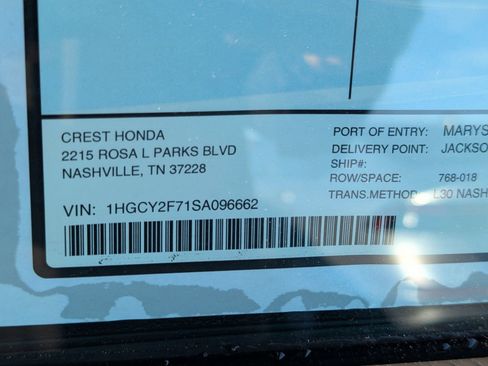 CREST HONDA
2215 ROSA L PARKS BLVD
NASHVILLE, TN 37228
VIN: 1HGCY2F71SA096662
PORT OF ENTRY: MARYS
DELIVERY POINT: JACKSO
SHIP#:
ROW/SPACE: 768-018
TRANS.METHOD: L30 NASH